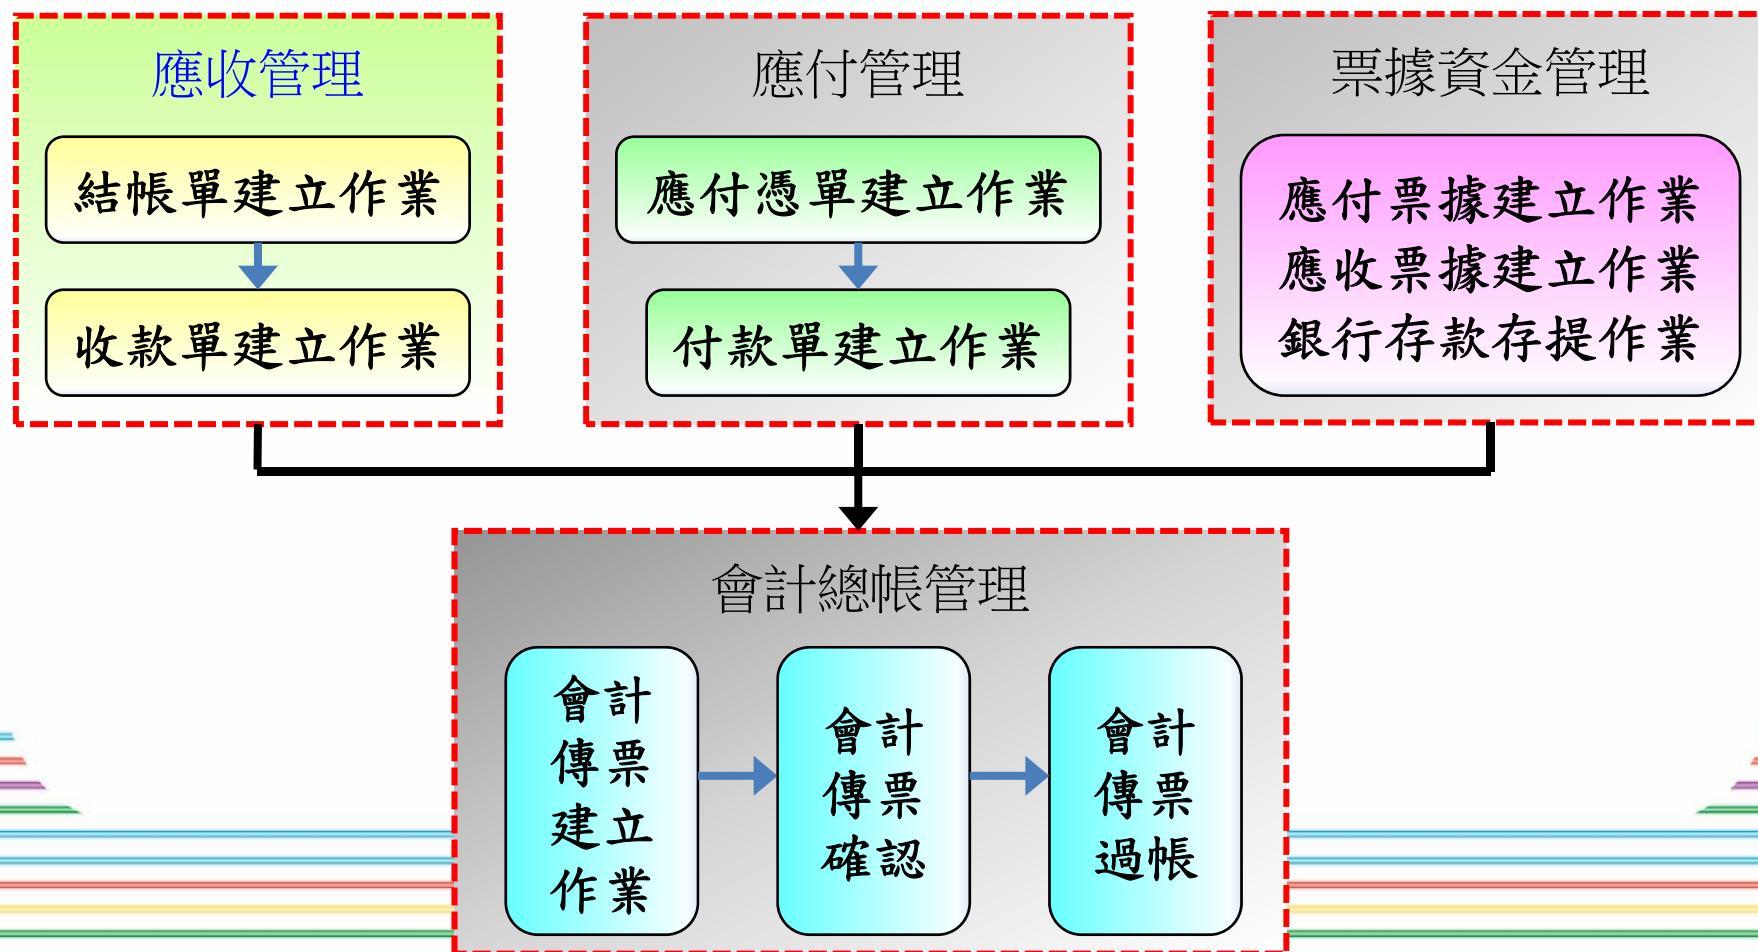 應收管理
結帳單建立作業
收款單建立作業
應付管理
應付憑單建立作業
付款單建立作業
票據資金管理
應付票據建立作業
應收票據建立作業
銀行存款存提作業
會計總帳管理
會計
傳票
建立
作業
會計
傳票
確認
會計
傳票
過帳